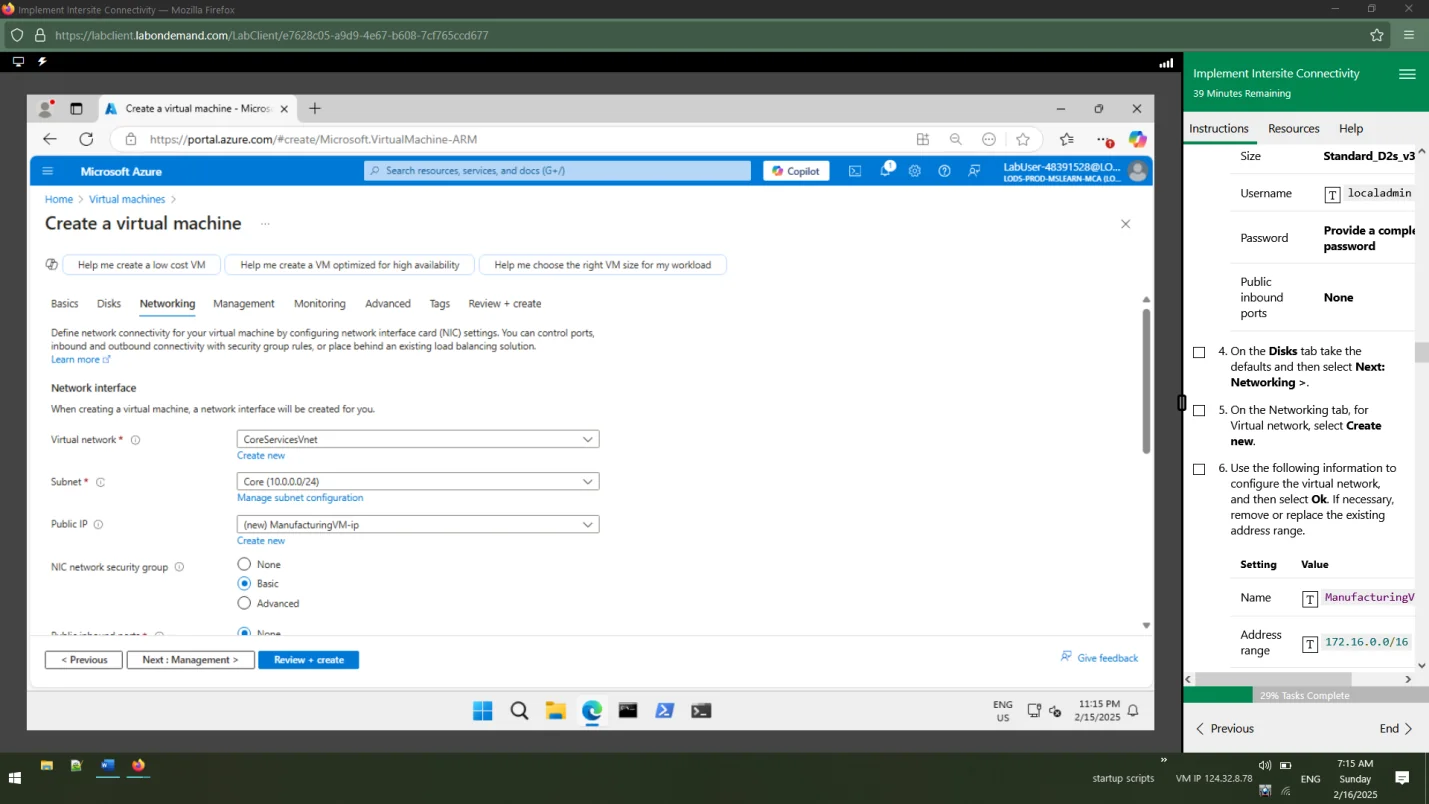 Implement Intersite Connectivity — Mozilla Firefox
https://labclient.labondemand.com/LabClient/e7628c05-a9d9-4e67-b608-7cf765ccd677
Create a virtual machine - Micros
https://portal.azure.com/#create/Microsoft.VirtualMachine-ARM
Microsoft Azure
Search resources, services, and docs (G+/)
Copilot
1
LabUser-48391528@LO...
LODS-PROD-MSLEARN-MCA (LO...
Home > Virtual machines >
Create a virtual machine ...
Help me create a low cost VM
Help me create a VM optimized for high availability
Help me choose the right VM size for my workload
Basics Disks Networking Management Monitoring Advanced Tags Review + create
Define network connectivity for your virtual machine by configuring network interface card (NIC) settings. You can control ports,
inbound and outbound connectivity with security group rules, or place behind an existing load balancing solution.
Learn more
Network interface
When creating a virtual machine, a network interface will be created for you.
Virtual network *
CoreServicesVnet
Create new
Subnet *
Core (10.0.0.0/24)
Manage subnet configuration
Public IP
(new) ManufacturingVM-ip
Create new
NIC network security group
None
Basic
Advanced
Public inbound ports *
None
< Previous
Next : Management >
Review + create
Give feedback
ENG
US
11:15 PM
2/15/2025
Implement Intersite Connectivity
39 Minutes Remaining
Instructions Resources Help
Size Standard_D2s_v3
Username T localadmin
Password Provide a comple
password
Public
inbound
ports
None
4. On the Disks tab take the
defaults and then select Next:
Networking >.
5. On the Networking tab, for
Virtual network, select Create
new.
6. Use the following information to
configure the virtual network,
and then select Ok. If necessary,
remove or replace the existing
address range.
Setting Value
Name T ManufacturingV
Address
range
T 172.16.0.0/16
29% Tasks Complete
< Previous
End >
startup scripts
»
VM IP 124.32.8.78
ENG
7:15 AM
Sunday
2/16/2025